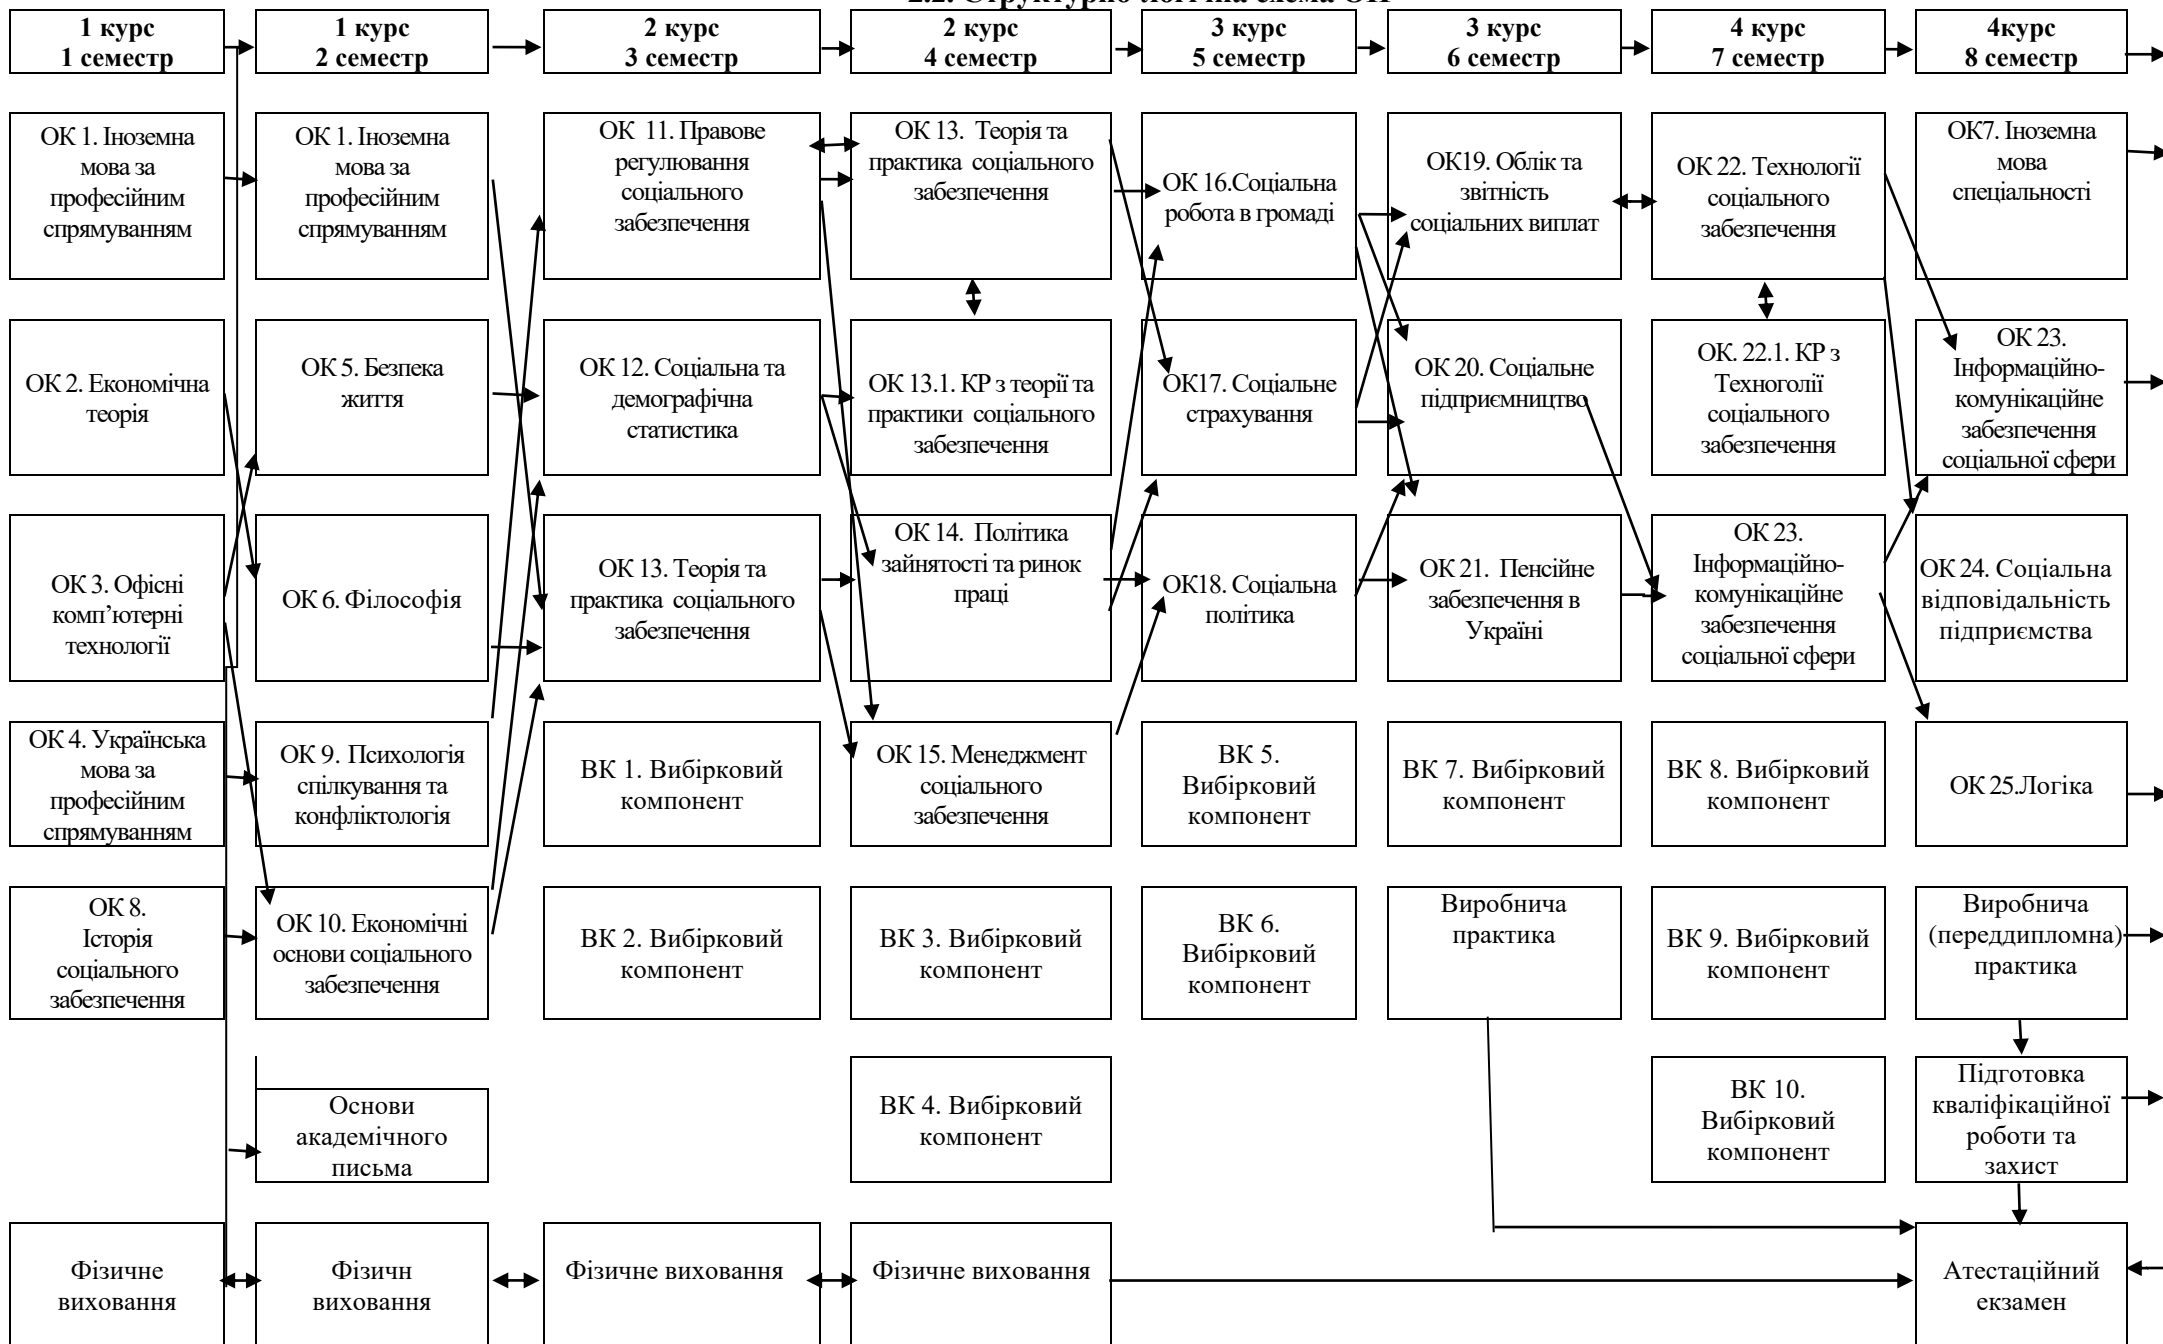 2.2. Структурно-логічна схема ОП
1 курс
1 семестр
1 курс
2 семестр
2 курс
3 семестр
2 курс
4 семестр
3 курс
5 семестр
3 курс
6 семестр
4 курс
7 семестр
4курс
8 семестр
ОК 1. Іноземна
мова за
професійним
спрямуванням
ОК 1. Іноземна
мова за
професійним
спрямуванням
ОК 11. Правове
регулювання
соціального
забезпечення
ОК 13. Теорія та
практика соціального
забезпечення
ОК 16.Соціальна
робота в громаді
ОК19. Облік та
звітність
соціальних виплат
ОК 22. Технології
соціального
забезпечення
ОК7. Іноземна
мова
спеціальності
ОК 2. Економічна
теорія
ОК 5. Безпека
життя
ОК 12. Соціальна та
демографічна
статистика
ОК 13.1. КР з теорії та
практики соціального
забезпечення
ОК17. Соціальне
страхування
ОК 20. Соціальне
підприємництво
ОК. 22.1. КР з
Техноголії
соціального
забезпечення
ОК 23.
Інформаційно-
комунікаційне
забезпечення
соціальної сфери
ОК 3. Офісні
комп’ютерні
технології
ОК 6. Філософія
ОК 13. Теорія та
практика соціального
забезпечення
ОК 14. Політика
зайнятості та ринок
праці
ОК18. Соціальна
політика
ОК 21. Пенсійне
забезпечення в
Україні
ОК 23.
Інформаційно-
комунікаційне
забезпечення
соціальної сфери
ОК 24. Соціальна
відповідальність
підприємства
ОК 4. Українська
мова за
професійним
спрямуванням
ОК 9. Психологія
спілкування та
конфліктологія
ВК 1. Вибірковий
компонент
ОК 15. Менеджмент
соціального
забезпечення
ВК 5.
Вибірковий
компонент
ВК 7. Вибірковий
компонент
ВК 8. Вибірковий
компонент
ОК 25.Логіка
ОК 8.
Історія
соціального
забезпечення
ОК 10. Економічні
основи соціального
забезпечення
ВК 2. Вибірковий
компонент
ВК 3. Вибірковий
компонент
ВК 6.
Вибірковий
компонент
Виробнича
практика
ВК 9. Вибірковий
компонент
Виробнича
(переддипломна)
практика
Основи
академічного
письма
ВК 4. Вибірковий
компонент
ВК 10.
Вибірковий
компонент
Підготовка
кваліфікаційної
роботи та
захист
Фізичне
виховання
Фізичн
виховання
Фізичне виховання
Фізичне виховання
Атестаційний
екзамен